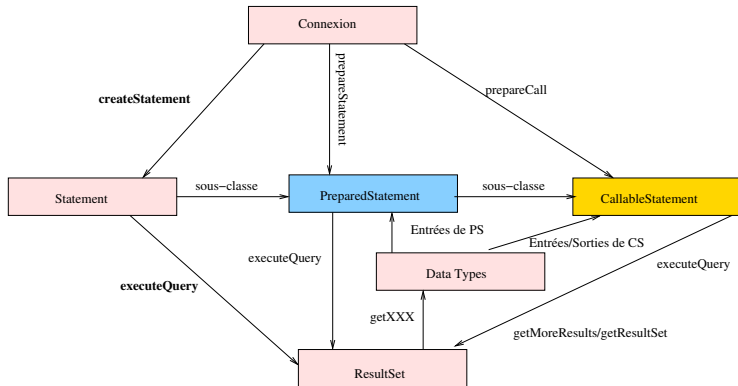 Connexion
createStatement
prepareStatement
prepareCall
sous-classe
sous-classe
Statement
PreparedStatement
CallableStatement
Entrées de PS
Entrées/Sorties de CS
executeQuery
executeQuery
Data Types
executeQuery
getXXX
getMoreResults/getResultSet
ResultSet